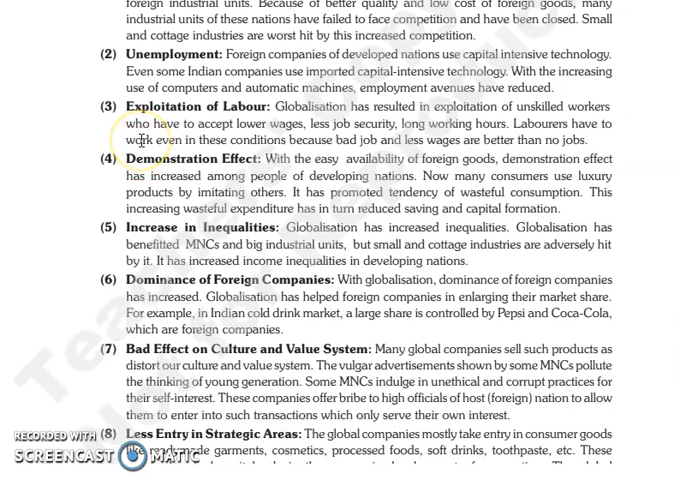 foreign industrial units. Because of better quality and low cost of foreign goods, many
industrial units of these nations have failed to face competition and have been closed. Small
and cottage industries are worst hit by this increased competition.
(2) Unemployment: Foreign companies of developed nations use capital intensive technology.
Even some Indian companies use imported capital-intensive technology. With the increasing
use of computers and automatic machines, employment avenues have reduced.
(3) Exploitation of Labour: Globalisation has resulted in exploitation of unskilled workers
who have to accept lower wages, less job security, long working hours. Labourers have to
work even in these conditions because bad job and less wages are better than no jobs.
(4) Demonstration Effect: With the easy availability of foreign goods, demonstration effect
has increased among people of developing nations. Now many consumers use luxury
products by imitating others. It has promoted tendency of wasteful consumption. This
increasing wasteful expenditure has in turn reduced saving and capital formation.
(5) Increase in Inequalities: Globalisation has increased inequalities. Globalisation has
benefitted MNCs and big industrial units, but small and cottage industries are adversely hit
by it. It has increased income inequalities in developing nations.
(6) Dominance of Foreign Companies: With globalisation, dominance of foreign companies
has increased. Globalisation has helped foreign companies in enlarging their market share.
For example, in Indian cold drink market, a large share is controlled by Pepsi and Coca-Cola,
which are foreign companies.
(7) Bad Effect on Culture and Value System: Many global companies sell such products as
distort our culture and value system. The vulgar advertisements shown by some MNCs pollute
the thinking of young generation. Some MNCs indulge in unethical and corrupt practices for
their self-interest. These companies offer bribe to high officials of host (foreign) nation to allow
them to enter into such transactions which only serve their own interest.
(8) Less Entry in Strategic Areas: The global companies mostly take entry in consumer goods
like readymade garments, cosmetics, processed foods, soft drinks, toothpaste, etc. These
RECORDED WITH
SCREENCAST MATIC